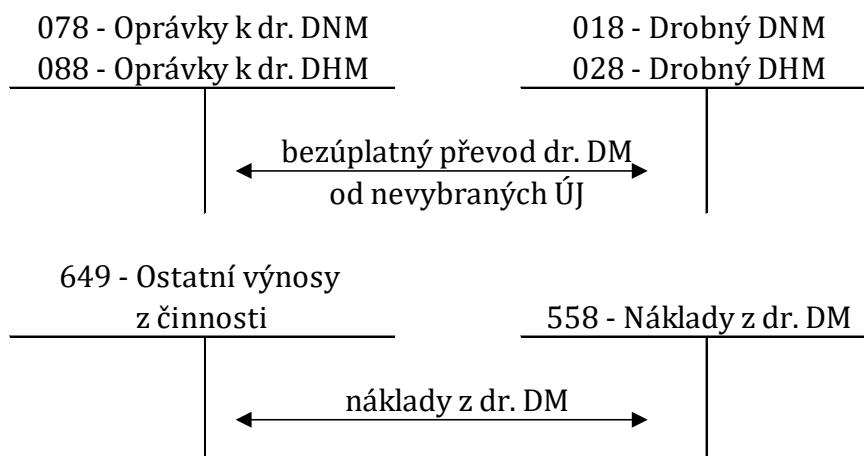 078 - Oprávky k dr. DNM
088 - Oprávky k dr. DHM
018 - Drobný DNM
028 - Drobný DHM
bezúplatný převod dr. DM
od nevybraných ÚJ
649 - Ostatní výnosy
z činnosti
558 - Náklady z dr. DM
náklady z dr. DM